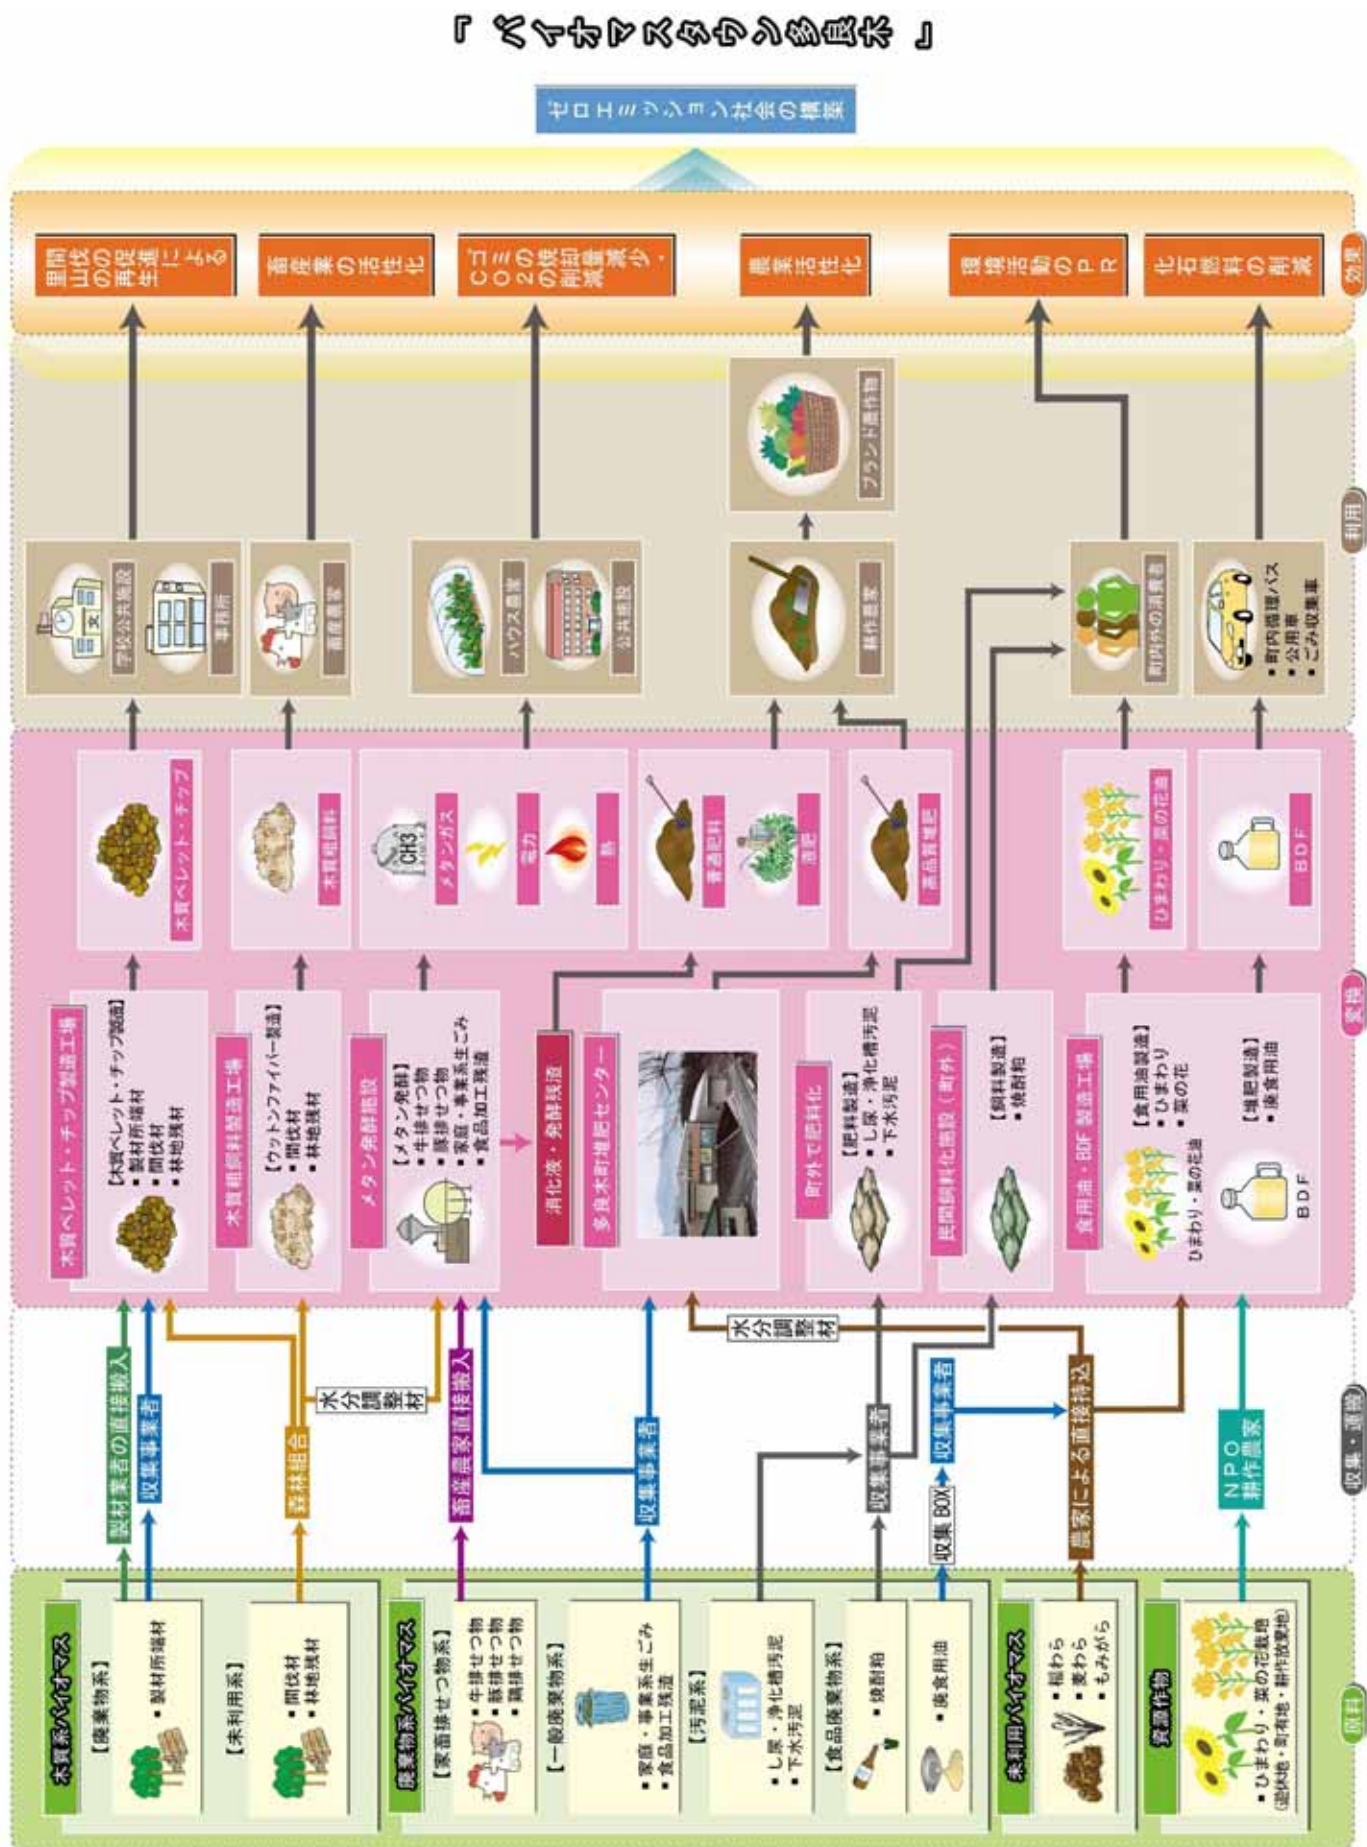 『 バイオマスタウン多良木 』
ゼロエミッション社会の構築
原料
収集・運搬
変換
利用
効果
木質系バイオマス
【廃棄物系】
▪ 製材所端材
【未利用系】
▪ 間伐材
▪ 林地残材
廃棄物系バイオマス
【家畜排せつ物系】
▪ 牛排せつ物
▪ 豚排せつ物
▪ 鶏排せつ物
【一般廃棄物系】
▪ 家庭・事業系生ごみ
▪ 食品加工残渣
【汚泥系】
▪ し尿・浄化槽汚泥
▪ 下水汚泥
【食品廃棄物系】
▪ 焼酎粕
▪ 廃食用油
未利用バイオマス
▪ 稲わら
▪ 麦わら
▪ もみがら
資源作物
▪ ひまわり・菜の花栽培
(遊休地・町有地・耕作放棄地)
製材業者の直接搬入
収集事業者
森林組合
水分調整材
畜産農家直接搬入
収集事業者
収集事業者
収集 BOX
収集事業者
水分調整材
農家による直接持込
NPO
耕作農家
木質ペレット・チップ製造工場
【木質ペレット・チップ製造】
▪ 製材所端材
▪ 間伐材
▪ 林地残材
木質粗飼料製造工場
【ウットンファイバー製造】
▪ 間伐材
▪ 林地残材
メタン発酵施設
【メタン発酵】
▪ 牛排せつ物
▪ 豚排せつ物
▪ 家庭・事業系生ごみ
▪ 食品加工残渣
消化液・発酵残渣
多良木町堆肥センター
町外で肥料化
【肥料製造】
▪ し尿・浄化槽汚泥
▪ 下水汚泥
民間飼料化施設（町外）
【飼料製造】
▪ 焼酎粕
食用油・BDF 製造工場
【食用油製造】
▪ ひまわり
▪ 菜の花
ひまわり・菜の花油
【堆肥製造】
▪ 廃食用油
BDF
木質ペレット・チップ
木質粗飼料
CH3
メタンガス
電力
熱
普通肥料
液肥
高品質堆肥
ひまわり・菜の花油
BDF
文
学校公共施設
事務所
畜産農家
ハウス農家
公共施設
耕作農家
ブランド農作物
町内外の消費者
▪ 町内循環バス
▪ 公用車
▪ ごみ収集車
間伐の促進による
里山の再生
畜産業の活性化
ゴミの焼却量減少・
CO2の削減
農業活性化
環境活動のPR
化石燃料の削減